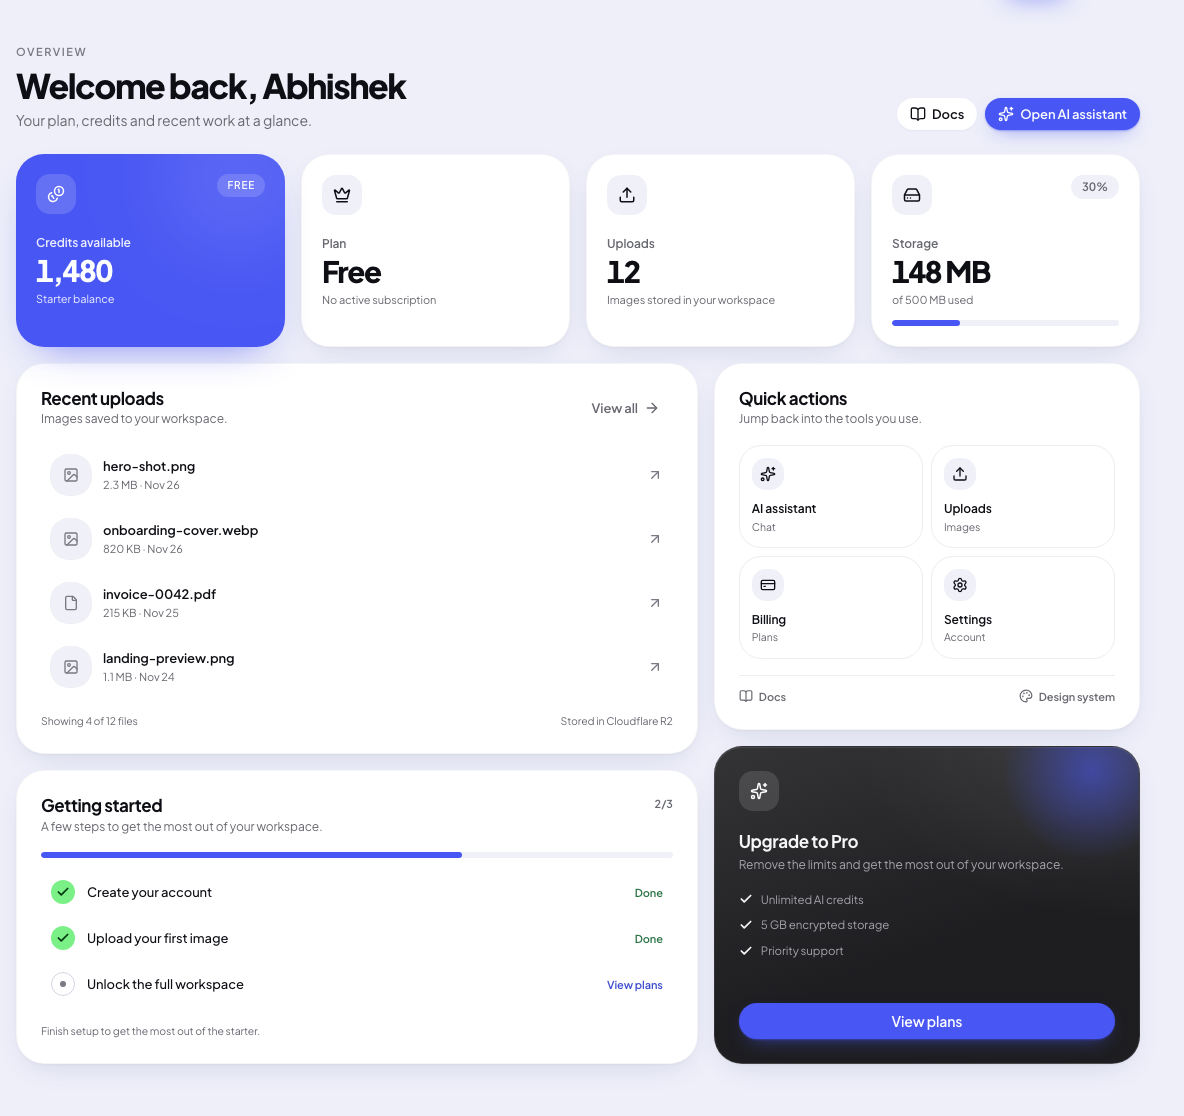 OVERVIEW
Welcome back, Abhishek
Your plan, credits and recent work at a glance.
Docs
Open AI assistant
FREE
Credits available
1,480
Starter balance
Plan
Free
No active subscription
Uploads
12
Images stored in your workspace
30%
Storage
148 MB
of 500 MB used
Recent uploads
Images saved to your workspace.
View all
hero-shot.png
2.3 MB · Nov 26
onboarding-cover.webp
820 KB · Nov 26
invoice-0042.pdf
215 KB · Nov 25
landing-preview.png
1.1 MB · Nov 24
Showing 4 of 12 files
Stored in Cloudflare R2
Quick actions
Jump back into the tools you use.
AI assistant
Chat
Uploads
Images
Billing
Plans
Settings
Account
Docs
Design system
Getting started
2/3
A few steps to get the most out of your workspace.
Create your account
Done
Upload your first image
Done
Unlock the full workspace
View plans
Finish setup to get the most out of the starter.
Upgrade to Pro
Remove the limits and get the most out of your workspace.
Unlimited AI credits
5 GB encrypted storage
Priority support
View plans